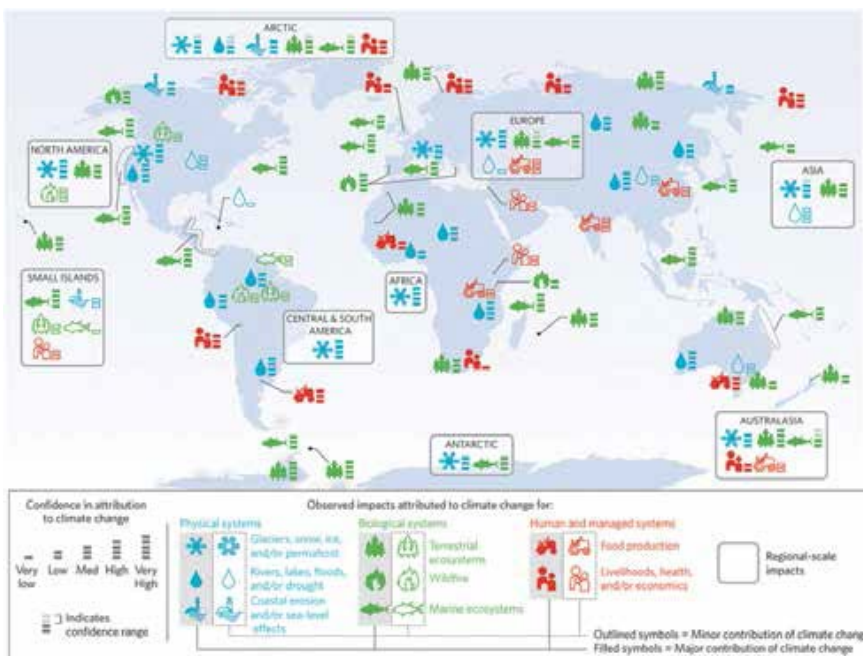 ARCTIC
EUROPE
NORTH AMERICA
ASIA
SMALL ISLANDS
AFRICA
CENTRAL & SOUTH
AMERICA
ANTARCTIC
AUSTRALASIA
Confidence in attribution
to climate change
Very
low
Low
Med
High
Very
High
Indicates
confidence range
Observed impacts attributed to climate change for:
Physical systems
Glaciers, snow, ice,
and/or permafrost
Rivers, lakes, floods,
and/or drought
Coastal erosion
and/or sea-level
effects
Biological systems
Terrestrial
ecosystems
Wildfire
Marine ecosystems
Human and managed systems
Food production
Livelihoods, health,
and/or economics
Regional-scale
impacts
Outlined symbols = Minor contribution of climate change
Filled symbols = Major contribution of climate change